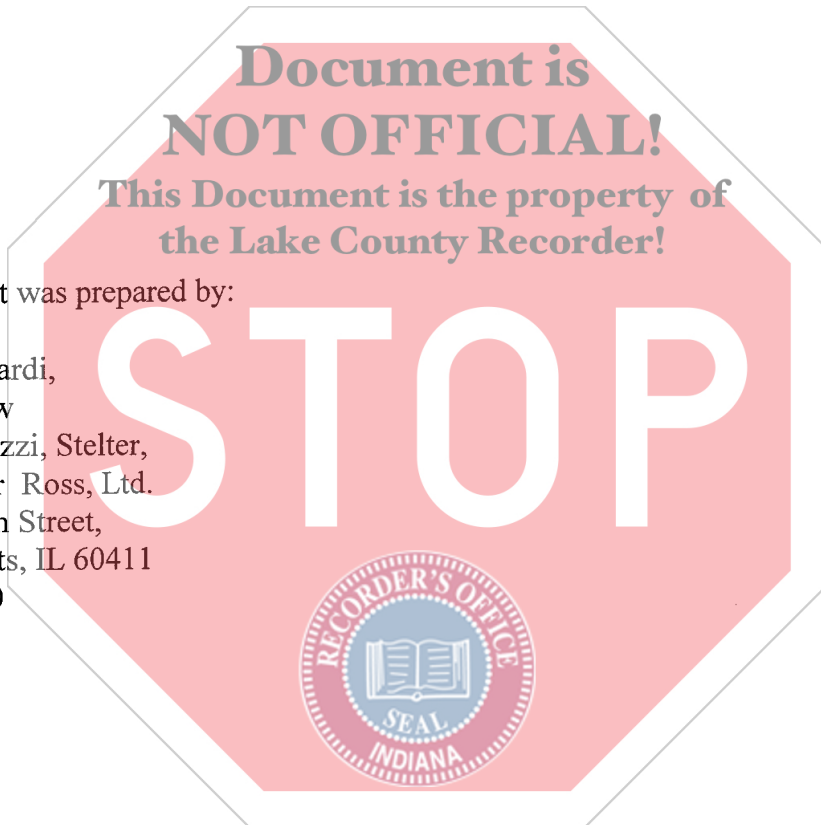 Document is
NOT OFFICIAL!
This Document is the property of
the Lake County Recorder!
t was prepared by:
STOP
ardi,
w
zzi, Stelter,
r Ross, Ltd.
n Street,
ts, IL 60411
0
RECORDER'S OFFICE
SEAL
INDIANA